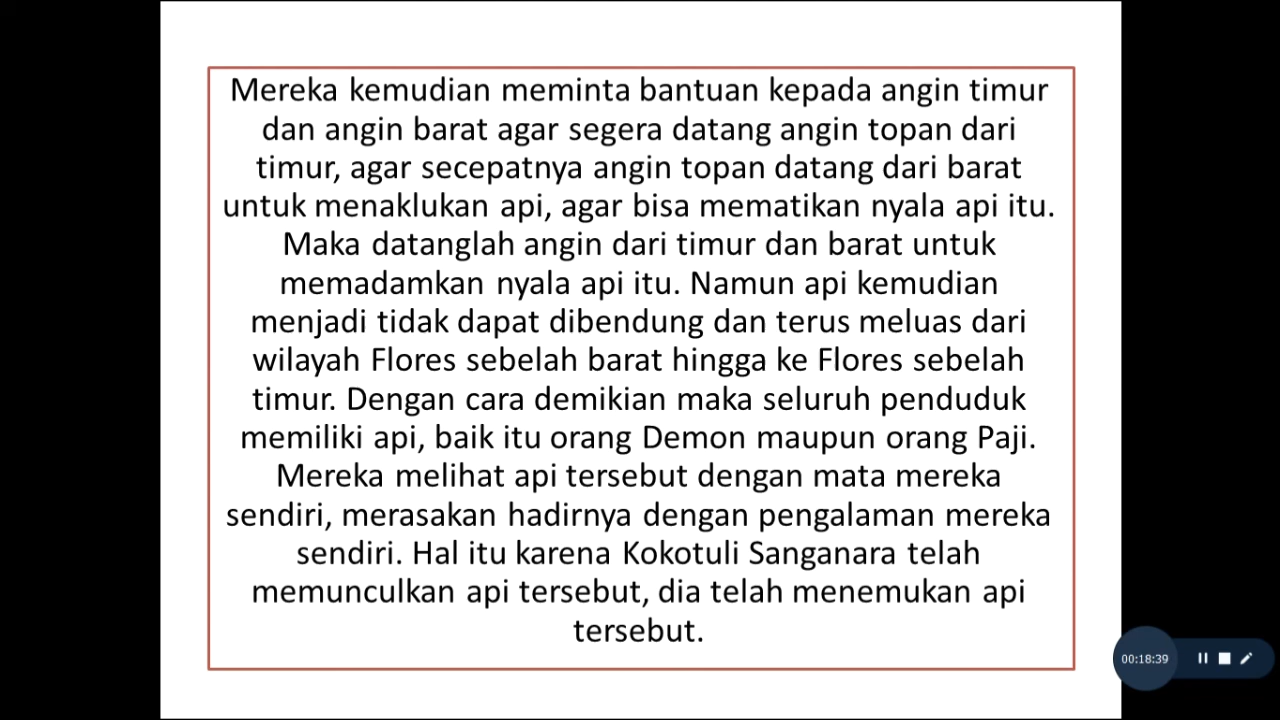 Mereka kemudian meminta bantuan kepada angin timur
dan angin barat agar segera datang angin topan dari
timur, agar secepatnya angin topan datang dari barat
untuk menaklukan api, agar bisa mematikan nyala api itu.
Maka datanglah angin dari timur dan barat untuk
memadamkan nyala api itu. Namun api kemudian
menjadi tidak dapat dibendung dan terus meluas dari
wilayah Flores sebelah barat hingga ke Flores sebelah
timur. Dengan cara demikian maka seluruh penduduk
memiliki api, baik itu orang Demon maupun orang Paji.
Mereka melihat api tersebut dengan mata mereka
sendiri, merasakan hadirnya dengan pengalaman mereka
sendiri. Hal itu karena Kokotuli Sanganara telah
memunculkan api tersebut, dia telah menemukan api
tersebut.
00:18:39